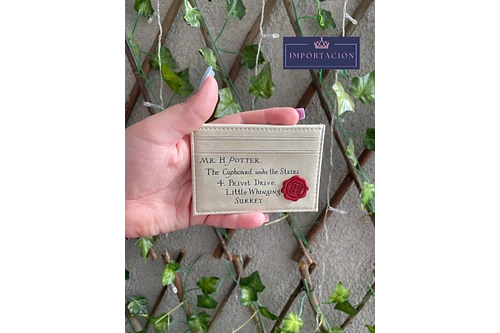 IMPORTACION
MR. H. POTTER
The Cupboard under the Stairs
4. Privet Drive
Little Whinging
SURREY
H